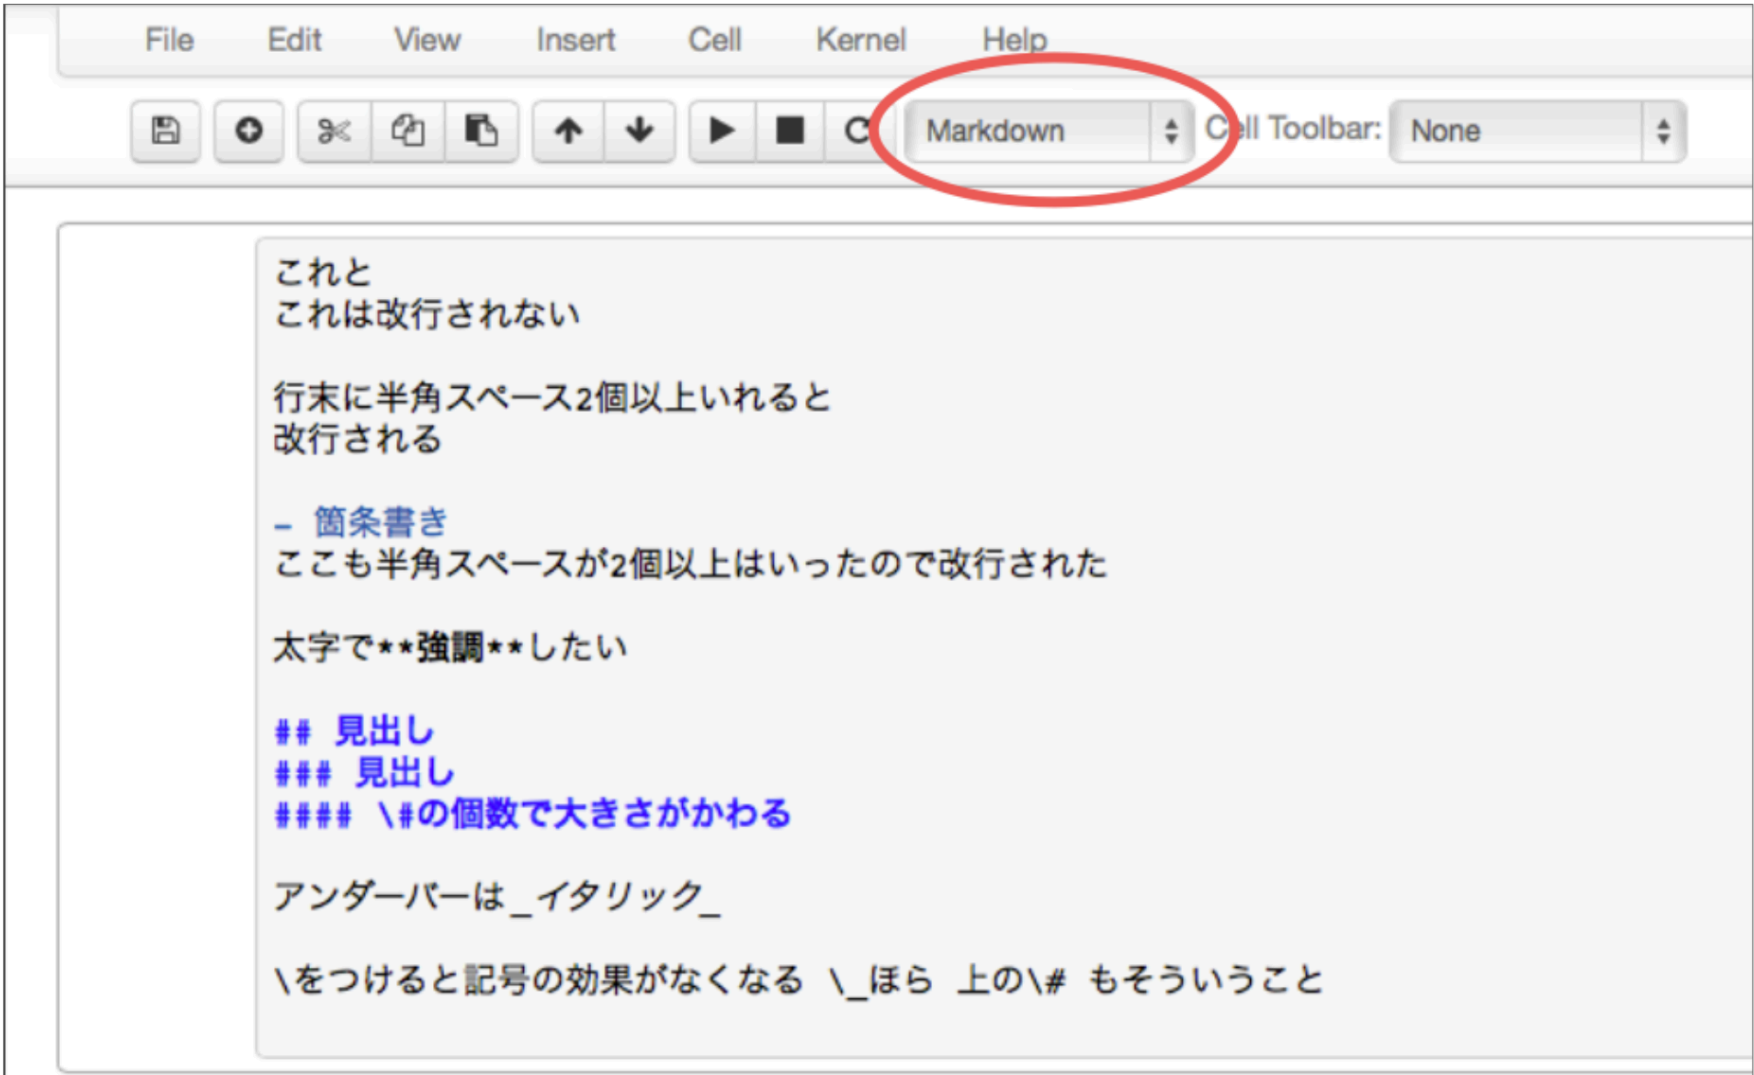 File Edit View Insert Cell Kernel Help
Markdown Cell Toolbar: None
これと
これは改行されない
行末に半角スペース2個以上いれると
改行される
- 箇条書き
ここも半角スペースが2個以上はいったので改行された
太字で**強調**したい
## 見出し
### 見出し
#### \#の個数で大きさがかわる
アンダーバーは_イタリック_
\をつけると記号の効果がなくなる \_ほら 上の\# もそういうこと